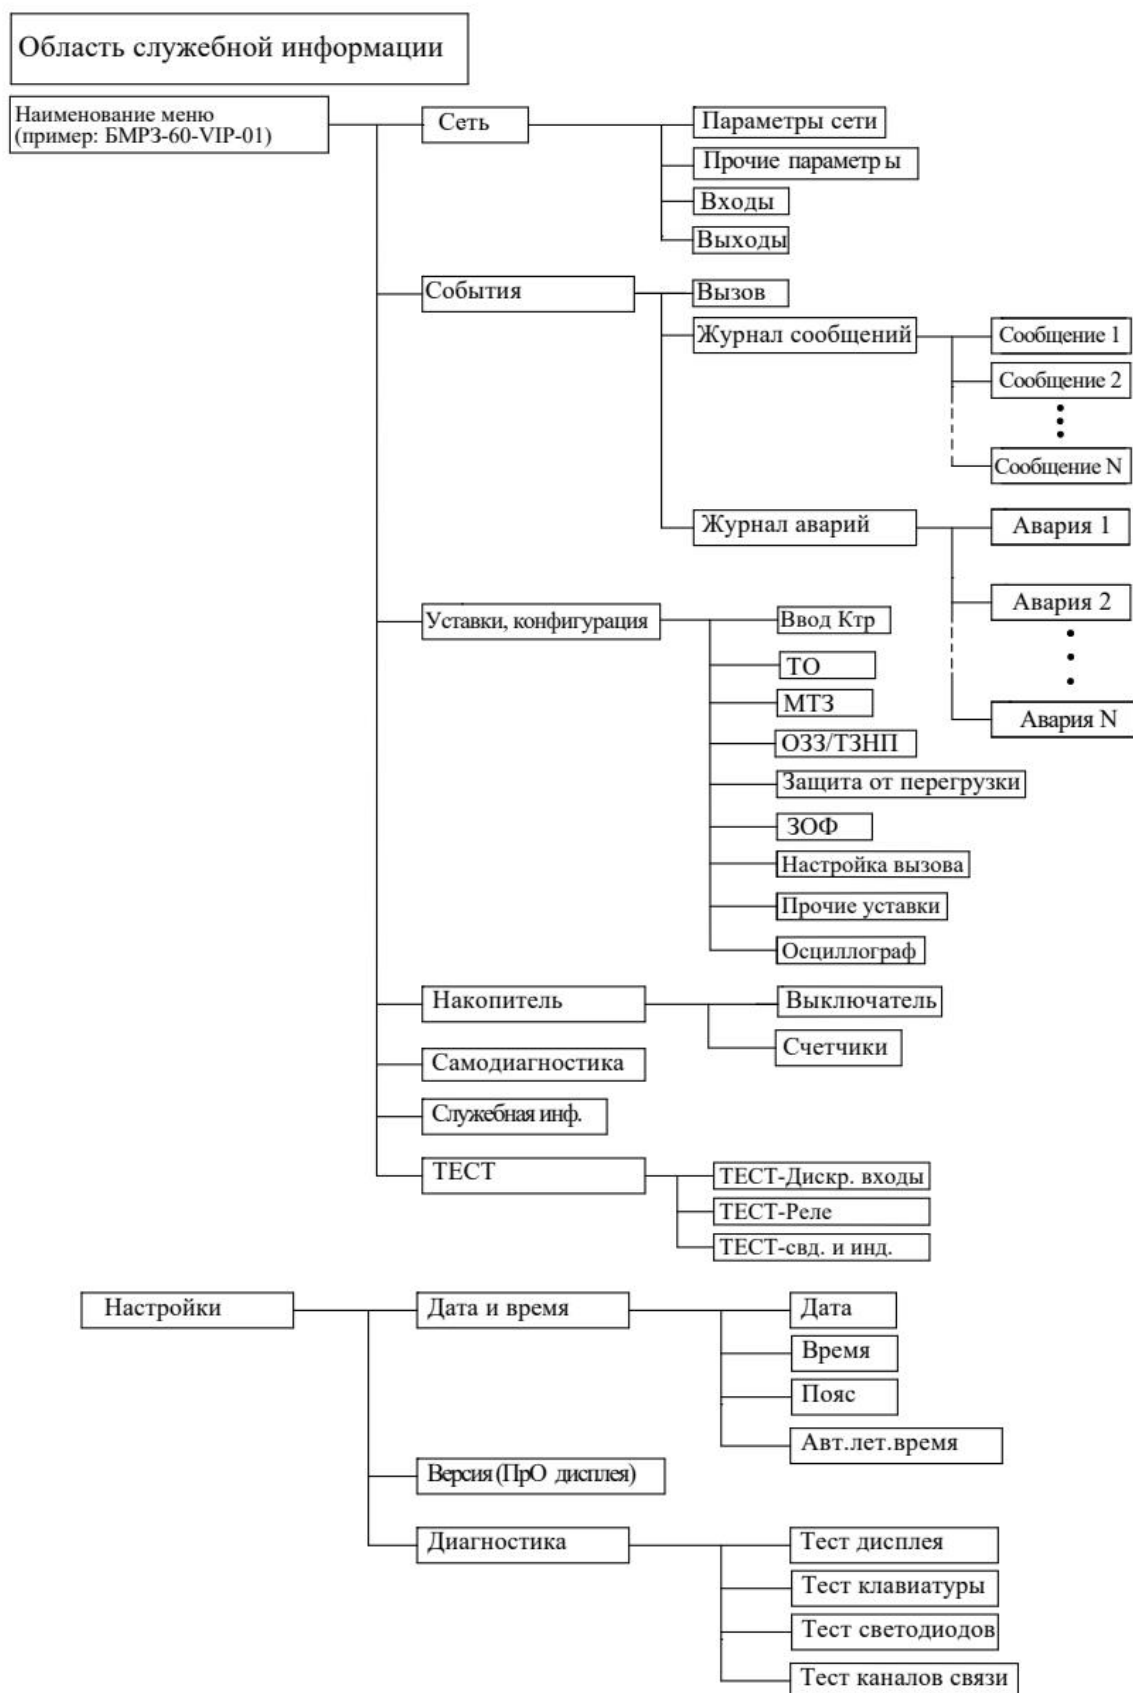 Область служебной информации
Наименование меню
(пример: БМРЗ-60-VIP-01)
Сеть
Параметры сети
Прочие параметры
Входы
Выходы
События
Вызов
Журнал сообщений
Сообщение 1
Сообщение 2
Сообщение N
Журнал аварий
Авария 1
Авария 2
Авария N
Уставки, конфигурация
Ввод Ктр
ТО
МТЗ
ОЗЗ/ТЗНП
Защита от перегрузки
ЗОФ
Настройка вызова
Прочие уставки
Осциллограф
Накопитель
Выключатель
Счетчики
Самодиагностика
Служебная инф.
ТЕСТ
ТЕСТ-Дискр. входы
ТЕСТ-Реле
ТЕСТ-свд. и инд.
Настройки
Дата и время
Дата
Время
Пояс
Авт.лет.время
Версия (ПрО дисплея)
Диагностика
Тест дисплея
Тест клавиатуры
Тест светодиодов
Тест каналов связи